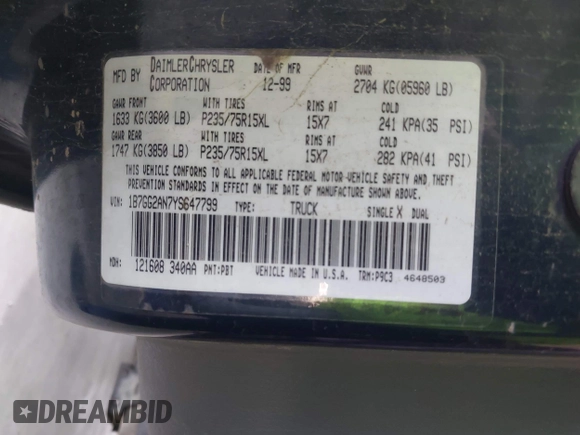 MFD BY DAIMLERCHRYSLER CORPORATION DATE OF MFR 12-99 GVWR 2704 KG(05960 LB)
GAWR FRONT WITH TIRES RIMS AT COLD
1633 KG(3600 LB) P235/75R15XL 15X7 241 KPA(35 PSI)
GAWR REAR WITH TIRES RIMS AT COLD
1747 KG(3850 LB) P235/75R15XL 15X7 282 KPA(41 PSI)
THIS VEHICLE CONFORMS TO ALL APPLICABLE FEDERAL MOTOR-VEHICLE SAFETY AND THEFT
PREVENTION STANDARDS IN EFFECT ON THE DATE OF MANUFACTURE SHOWN ABOVE.
VIN: 1B7GG2AN7YS647799 TYPE: TRUCK SINGLE X DUAL
MDH: 121608 340AA PNT:PBT VEHICLE MADE IN U.S.A. TRM:P9C3 4648503
DREAMBID